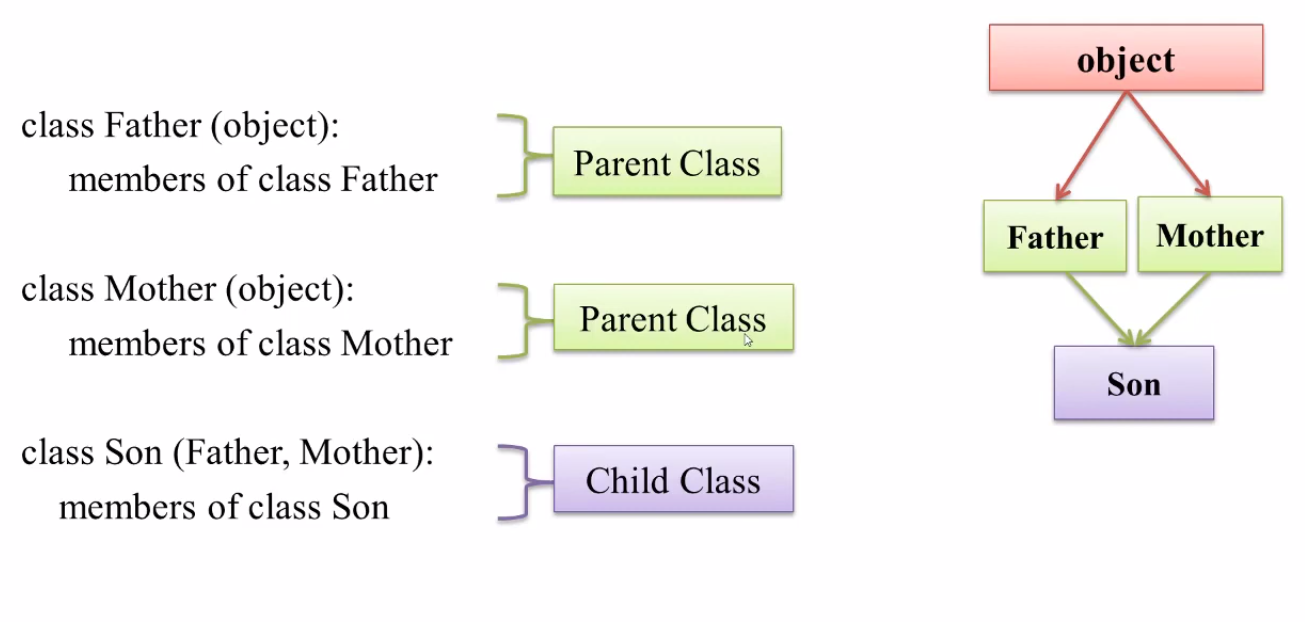 class Father (object):
members of class Father
Parent Class
class Mother (object):
members of class Mother
Parent Class
class Son (Father, Mother):
members of class Son
Child Class
object
Father
Mother
Son